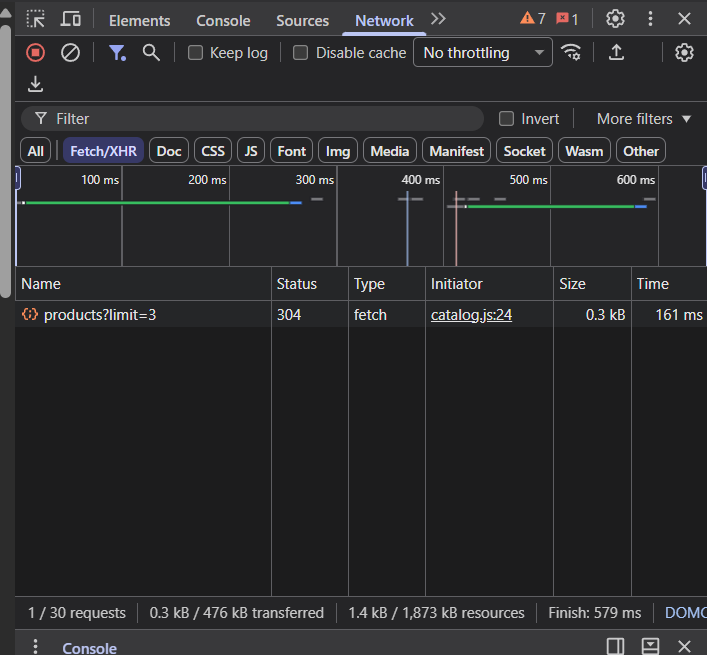 Elements Console Sources Network 7 1
Keep log Disable cache No throttling
Filter Invert More filters
All Fetch/XHR Doc CSS JS Font Img Media Manifest Socket Wasm Other
100 ms 200 ms 300 ms 400 ms 500 ms 600 ms
Name Status Type Initiator Size Time
products?limit=3 304 fetch catalog.js:24 0.3 kB 161 ms
1 / 30 requests 0.3 kB / 476 kB transferred 1.4 kB / 1,873 kB resources Finish: 579 ms DOMC
Console